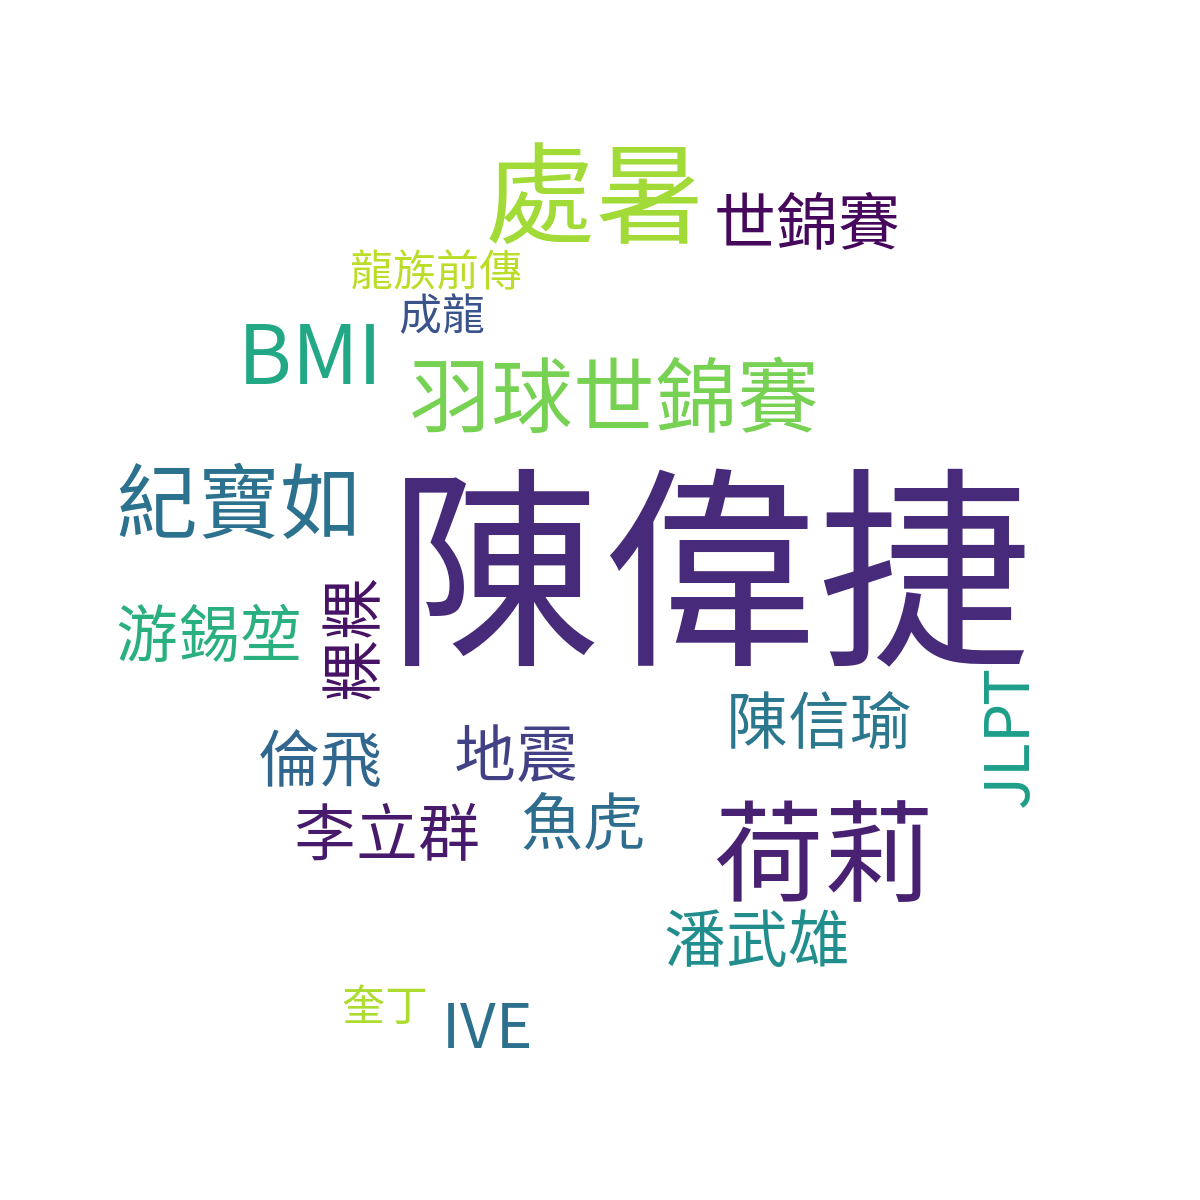 處暑
世錦賽
龍族前傳
成龍
BMI
羽球世錦賽
紀寶如
陳偉捷
游錫堃
粿粿
陳信瑜
JLPT
倫飛
地震
李立群
魚虎
荷莉
潘武雄
奎丁
IVE